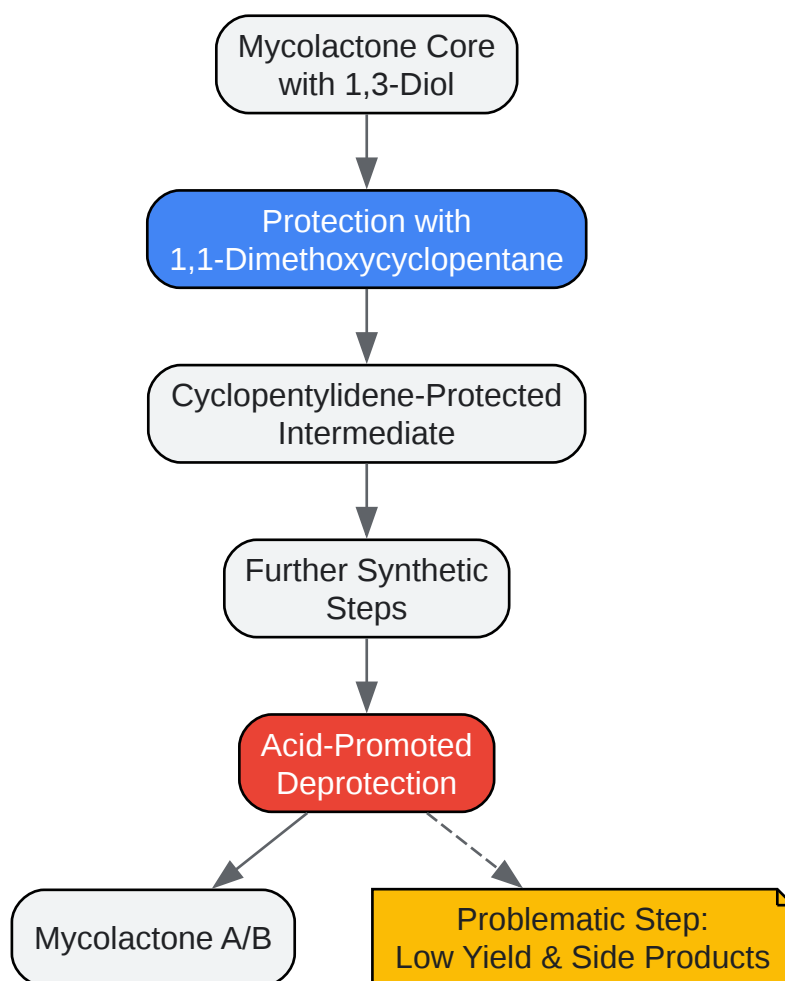 Mycolactone Core
with 1,3-Diol
Protection with
1,1-Dimethoxycyclopentane
Cyclopentylidene-Protected
Intermediate
Further Synthetic
Steps
Acid-Promoted
Deprotection
Mycolactone A/B
Problematic Step:
Low Yield & Side Products